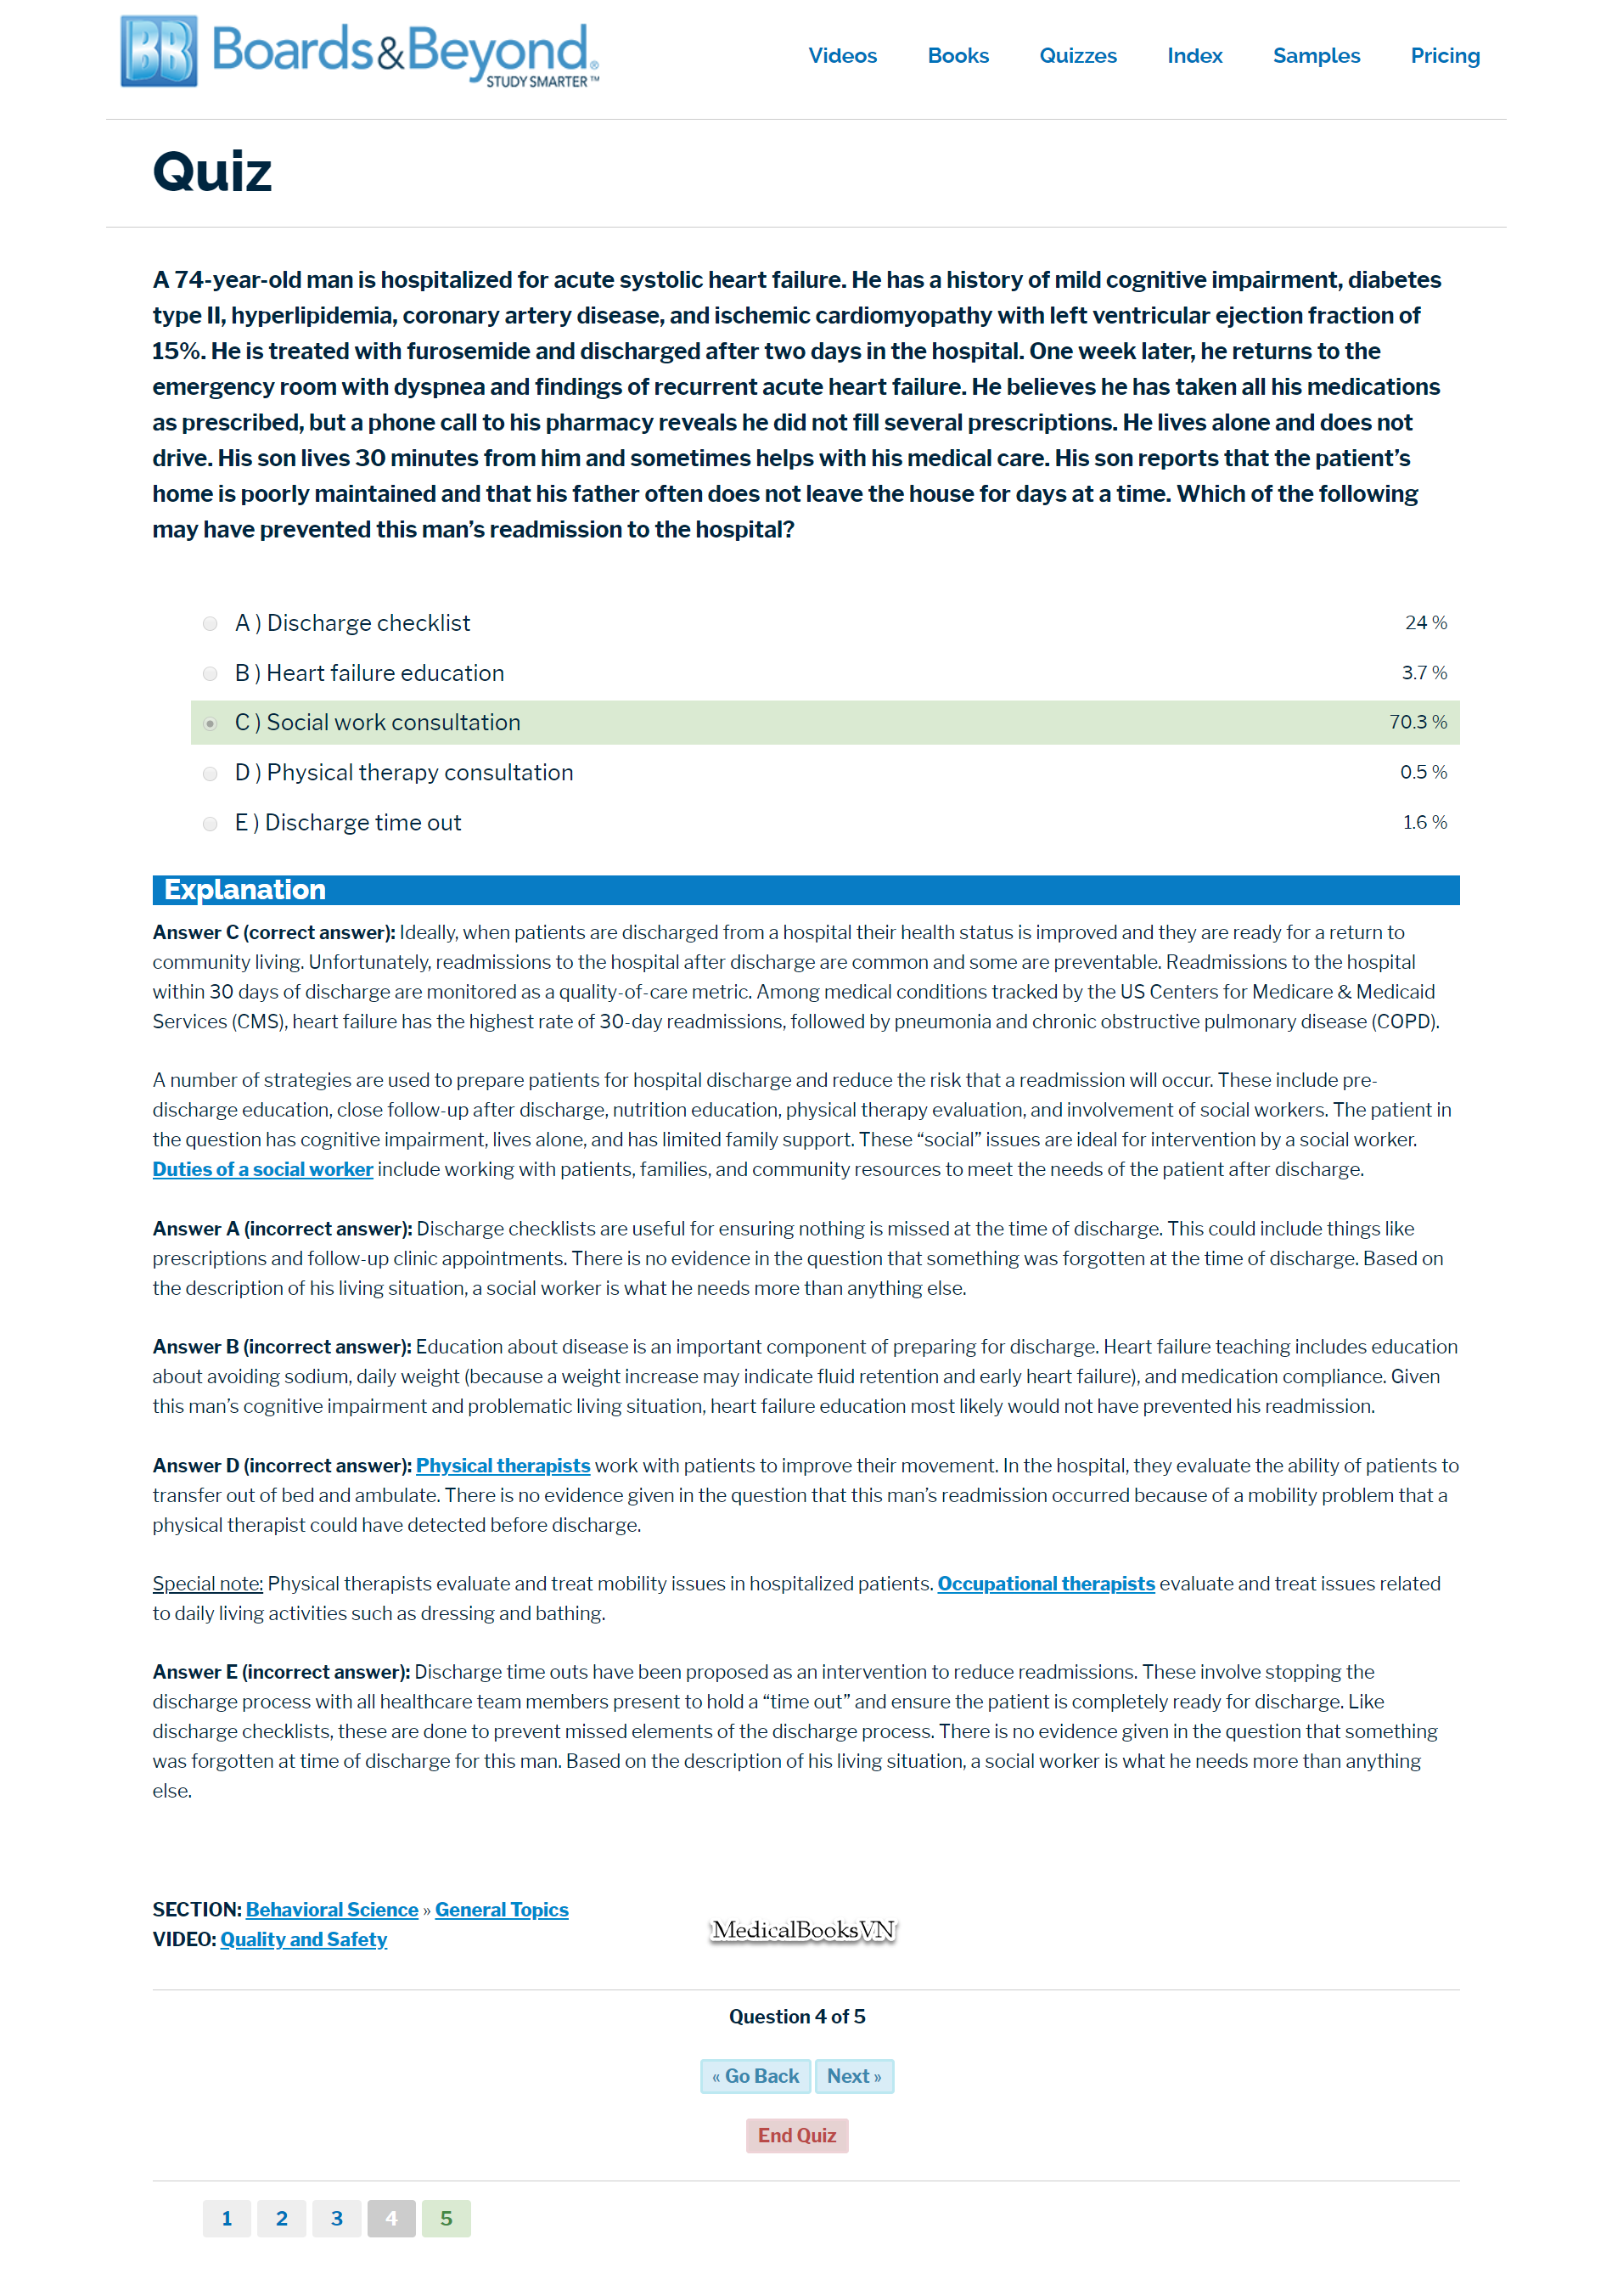 BB Boards&Beyond® STUDY SMARTER™
Videos Books Quizzes Index Samples Pricing
Quiz
A 74-year-old man is hospitalized for acute systolic heart failure. He has a history of mild cognitive impairment, diabetes
type II, hyperlipidemia, coronary artery disease, and ischemic cardiomyopathy with left ventricular ejection fraction of
15%. He is treated with furosemide and discharged after two days in the hospital. One week later, he returns to the
emergency room with dyspnea and findings of recurrent acute heart failure. He believes he has taken all his medications
as prescribed, but a phone call to his pharmacy reveals he did not fill several prescriptions. He lives alone and does not
drive. His son lives 30 minutes from him and sometimes helps with his medical care. His son reports that the patient’s
home is poorly maintained and that his father often does not leave the house for days at a time. Which of the following
may have prevented this man’s readmission to the hospital?
A ) Discharge checklist 24 %
B ) Heart failure education 3.7 %
C ) Social work consultation 70.3 %
D ) Physical therapy consultation 0.5 %
E ) Discharge time out 1.6 %
Explanation
Answer C (correct answer): Ideally, when patients are discharged from a hospital their health status is improved and they are ready for a return to
community living. Unfortunately, readmissions to the hospital after discharge are common and some are preventable. Readmissions to the hospital
within 30 days of discharge are monitored as a quality-of-care metric. Among medical conditions tracked by the US Centers for Medicare & Medicaid
Services (CMS), heart failure has the highest rate of 30-day readmissions, followed by pneumonia and chronic obstructive pulmonary disease (COPD).
A number of strategies are used to prepare patients for hospital discharge and reduce the risk that a readmission will occur. These include pre-
discharge education, close follow-up after discharge, nutrition education, physical therapy evaluation, and involvement of social workers. The patient in
the question has cognitive impairment, lives alone, and has limited family support. These “social” issues are ideal for intervention by a social worker.
Duties of a social worker include working with patients, families, and community resources to meet the needs of the patient after discharge.
Answer A (incorrect answer): Discharge checklists are useful for ensuring nothing is missed at the time of discharge. This could include things like
prescriptions and follow-up clinic appointments. There is no evidence in the question that something was forgotten at the time of discharge. Based on
the description of his living situation, a social worker is what he needs more than anything else.
Answer B (incorrect answer): Education about disease is an important component of preparing for discharge. Heart failure teaching includes education
about avoiding sodium, daily weight (because a weight increase may indicate fluid retention and early heart failure), and medication compliance. Given
this man’s cognitive impairment and problematic living situation, heart failure education most likely would not have prevented his readmission.
Answer D (incorrect answer): Physical therapists work with patients to improve their movement. In the hospital, they evaluate the ability of patients to
transfer out of bed and ambulate. There is no evidence given in the question that this man’s readmission occurred because of a mobility problem that a
physical therapist could have detected before discharge.
Special note: Physical therapists evaluate and treat mobility issues in hospitalized patients. Occupational therapists evaluate and treat issues related
to daily living activities such as dressing and bathing.
Answer E (incorrect answer): Discharge time outs have been proposed as an intervention to reduce readmissions. These involve stopping the
discharge process with all healthcare team members present to hold a “time out” and ensure the patient is completely ready for discharge. Like
discharge checklists, these are done to prevent missed elements of the discharge process. There is no evidence given in the question that something
was forgotten at time of discharge for this man. Based on the description of his living situation, a social worker is what he needs more than anything
else.
SECTION: Behavioral Science » General Topics
VIDEO: Quality and Safety
MedicalBooksVN
Question 4 of 5
« Go Back Next »
End Quiz
1 2 3 4 5